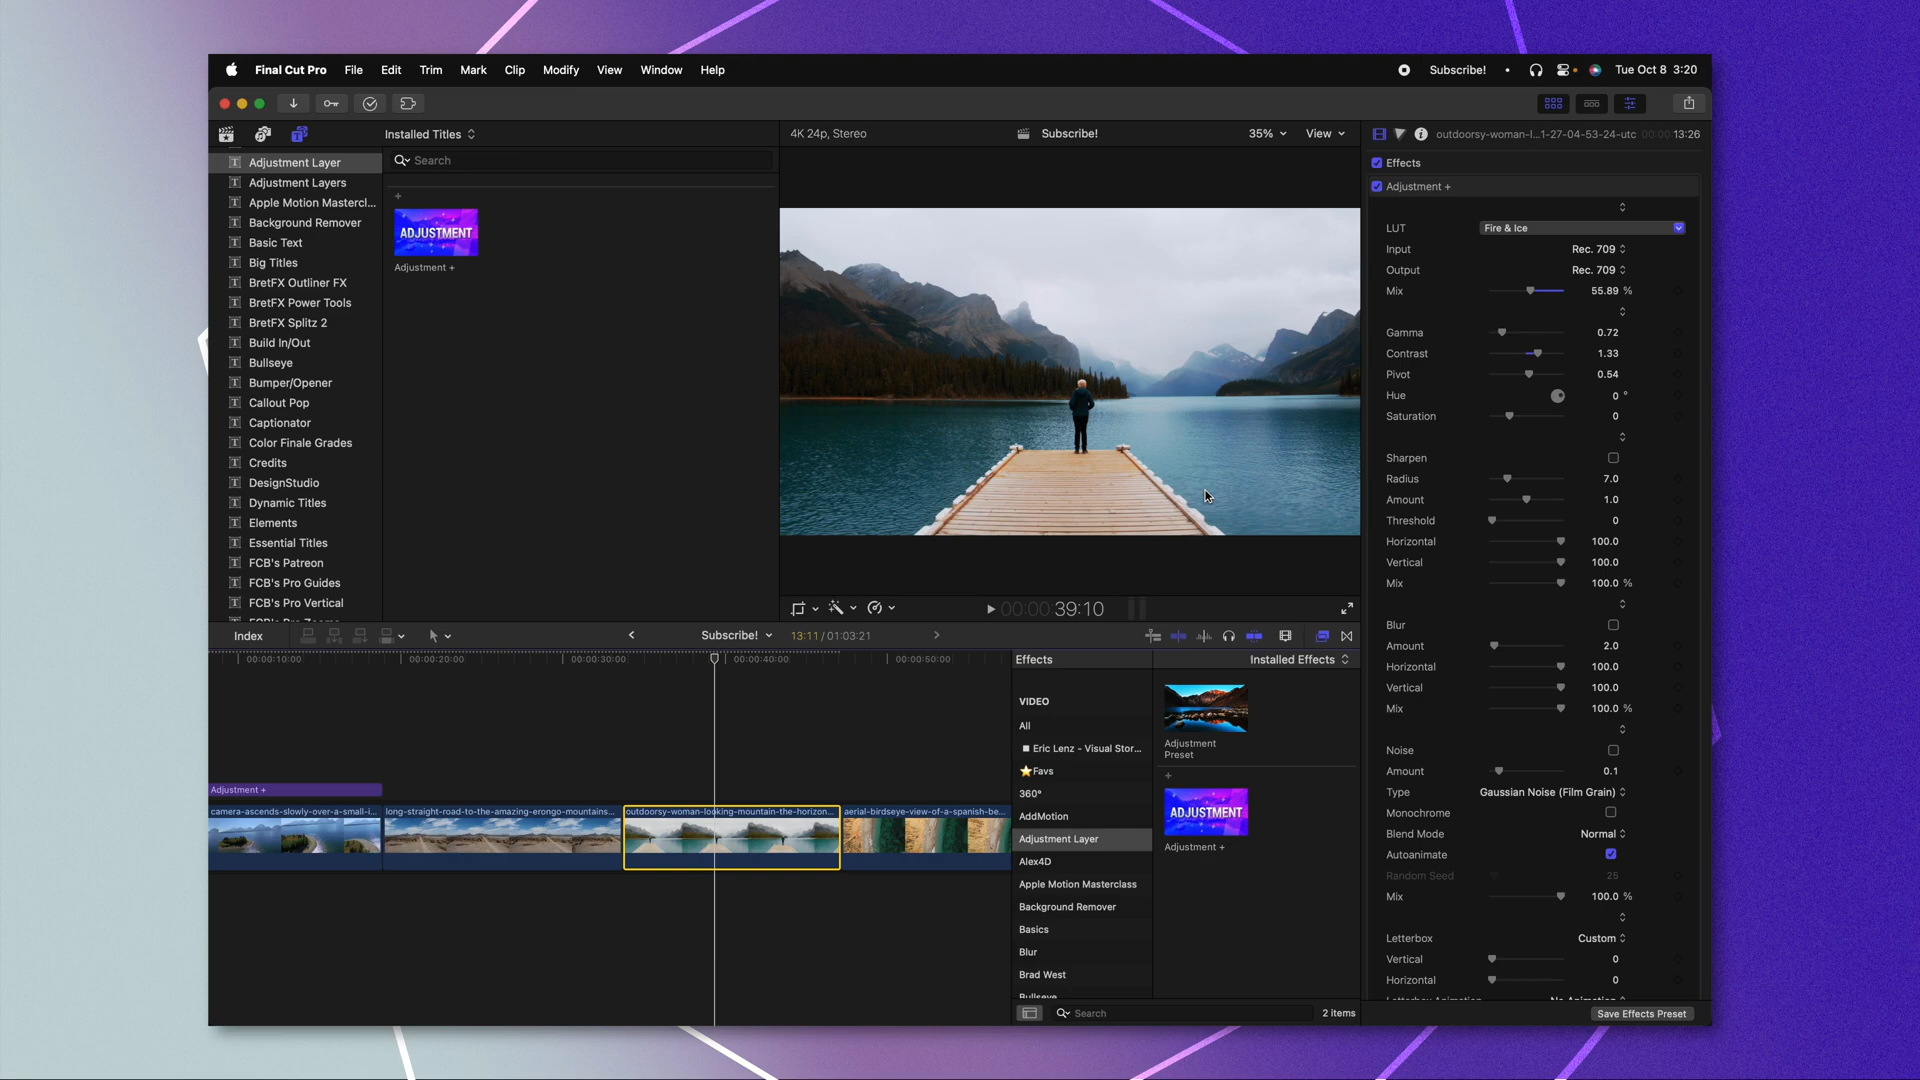 Final Cut Pro File Edit Trim Mark Clip Modify View Window Help Subscribe! Tue Oct 8 3:20
Installed Titles
4K 24p, Stereo Subscribe! 35% View
outdoorsy-woman-l...1-27-04-53-24-utc 00:00 13:26
Adjustment Layer
Adjustment Layers
Apple Motion Mastercl...
Background Remover
Basic Text
Big Titles
BretFX Outliner FX
BretFX Power Tools
BretFX Splitz 2
Build In/Out
Bullseye
Bumper/Opener
Callout Pop
Captionator
Color Finale Grades
Credits
DesignStudio
Dynamic Titles
Elements
Essential Titles
FCB's Patreon
FCB's Pro Guides
FCB's Pro Vertical
Search
ADJUSTMENT
Adjustment +
00:00:39:10
Effects
Adjustment +
LUT Fire & Ice
Input Rec. 709
Output Rec. 709
Mix 55.89 %
Gamma 0.72
Contrast 1.33
Pivot 0.54
Hue 0 °
Saturation 0
Sharpen
Radius 7.0
Amount 1.0
Threshold 0
Horizontal 100.0
Vertical 100.0
Mix 100.0 %
Blur
Amount 2.0
Horizontal 100.0
Vertical 100.0
Mix 100.0 %
Noise
Amount 0.1
Type Gaussian Noise (Film Grain)
Monochrome
Blend Mode Normal
Autoanimate
Random Seed 25
Mix 100.0 %
Letterbox Custom
Vertical 0
Horizontal 0
Letterbox Animation No Animation
Save Effects Preset
Index Subscribe! 13:11 / 01:03:21
00:00:10:00 00:00:20:00 00:00:30:00 00:00:40:00 00:00:50:00
Adjustment +
camera-ascends-slowly-over-a-small-i... long-straight-road-to-the-amazing-erongo-mountains... outdoorsy-woman-looking-mountain-the-horizon... aerial-birdseye-view-of-a-spanish-be...
Effects
Installed Effects
VIDEO
All
Eric Lenz - Visual Stor...
Favs
360°
AddMotion
Adjustment Layer
Alex4D
Apple Motion Masterclass
Background Remover
Basics
Blur
Brad West
Bullseye
Adjustment
Preset
ADJUSTMENT
Adjustment +
Search
2 items